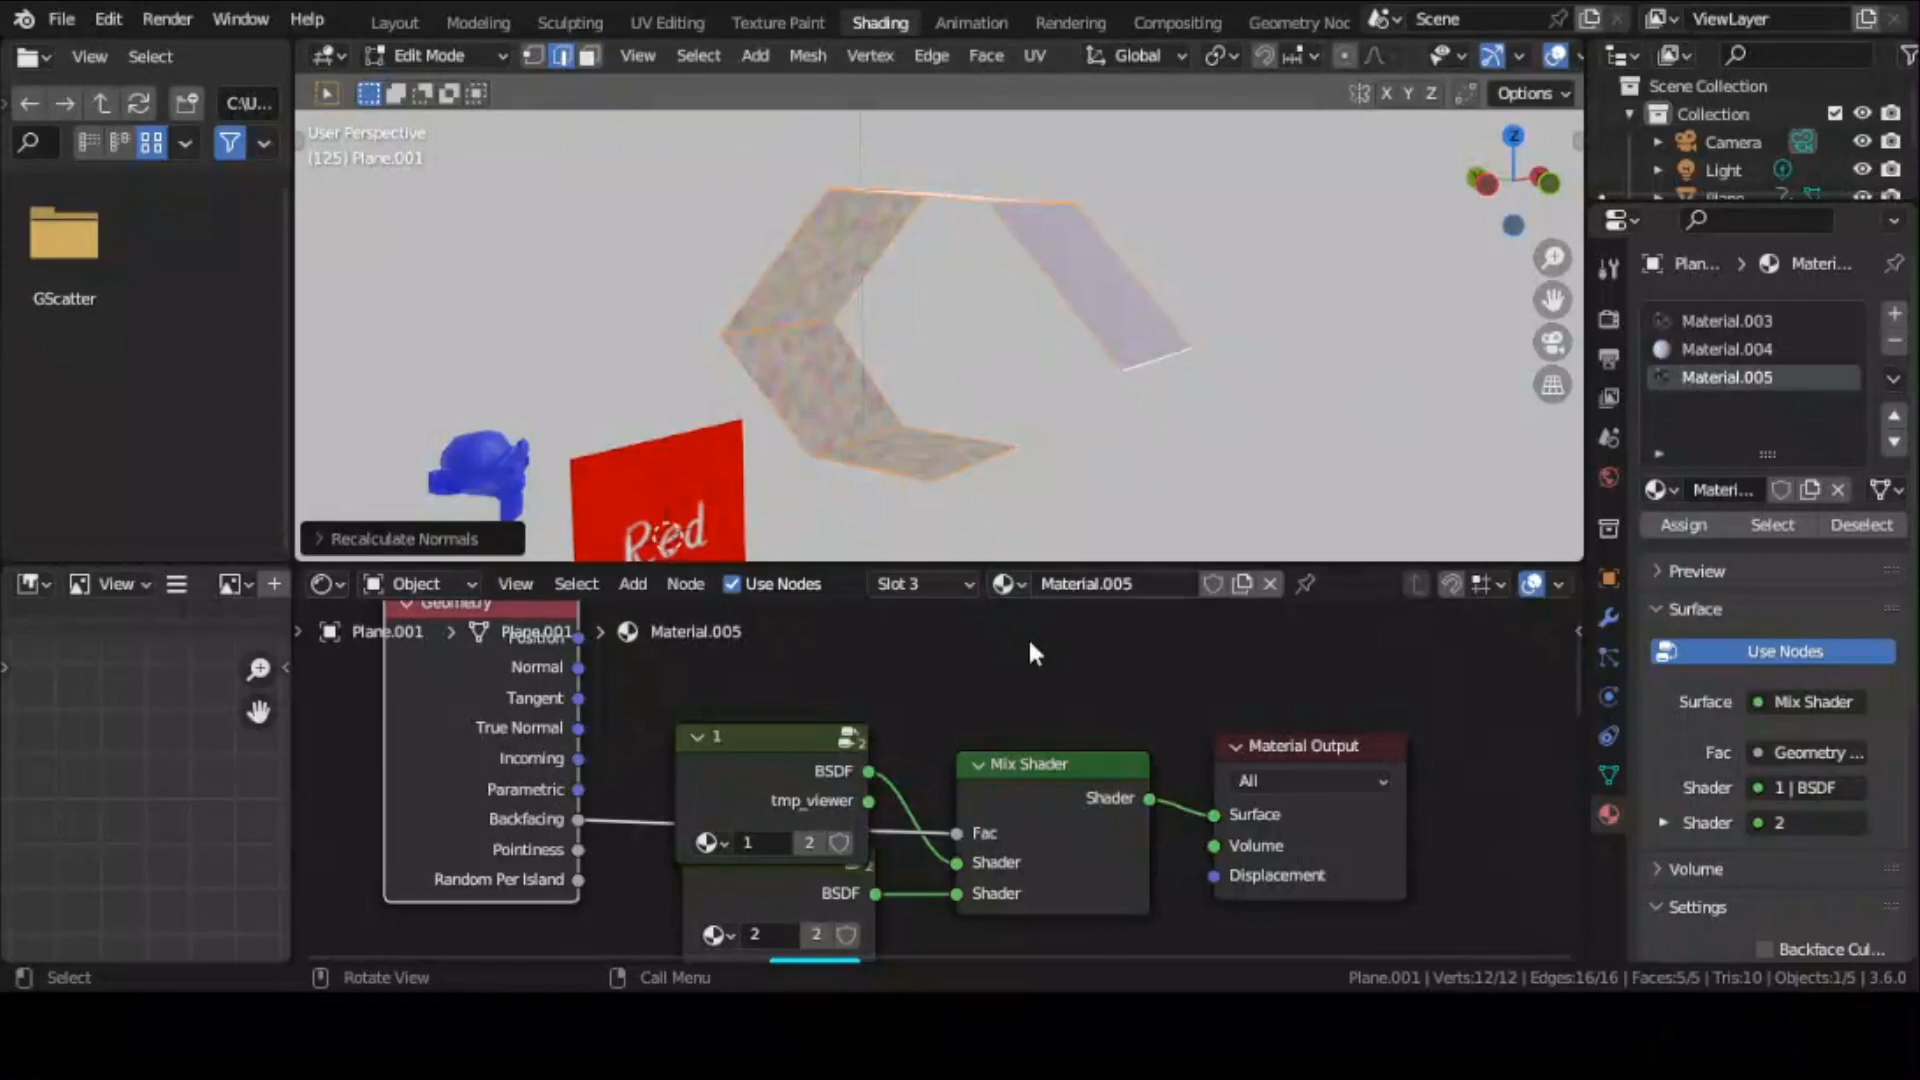 File Edit Render Window Help Layout Modeling Sculpting UV Editing Texture Paint Shading Animation Rendering Compositing Geometry Noc Scene ViewLayer
View Select Edit Mode View Select Add Mesh Vertex Edge Face UV Global
C:\U... X Y Z Options
User Perspective
(125) Plane.001
GScatter
Z
Red
Recalculate Normals
Scene Collection
Collection
Camera
Light
Plan... > Materi...
Material.003
Material.004
Material.005
Materi...
Assign Select Deselect
Preview
Surface
Use Nodes
Surface Mix Shader
Fac Geometry ...
Shader 1 | BSDF
Shader 2
Volume
Settings
Backface Cul...
View Object View Select Add Node Use Nodes Slot 3 Material.005
Geometry
Plane.001 > Plane.001 > Material.005
Position
Normal
Tangent
True Normal
Incoming
Parametric
Backfacing
Pointiness
Random Per Island
1
BSDF
tmp_viewer
1 2
BSDF
2 2
Mix Shader
Shader
Fac
Shader
Shader
Material Output
All
Surface
Volume
Displacement
Select Rotate View Call Menu Plane.001 | Verts:12/12 | Edges:16/16 | Faces:5/5 | Tris:10 | Objects:1/5 | 3.6.0